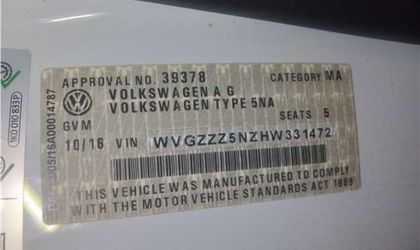 APPROVAL NO. 39378 CATEGORY MA
VOLKSWAGEN A G
VOLKSWAGEN TYPE 5NA
GVM SEATS 5
10/16 VIN WVGZZZ5NZHW331472
THIS VEHICLE WAS MANUFACTURED TO COMPLY
WITH THE MOTOR VEHICLE STANDARDS ACT 1989
1K0010833P